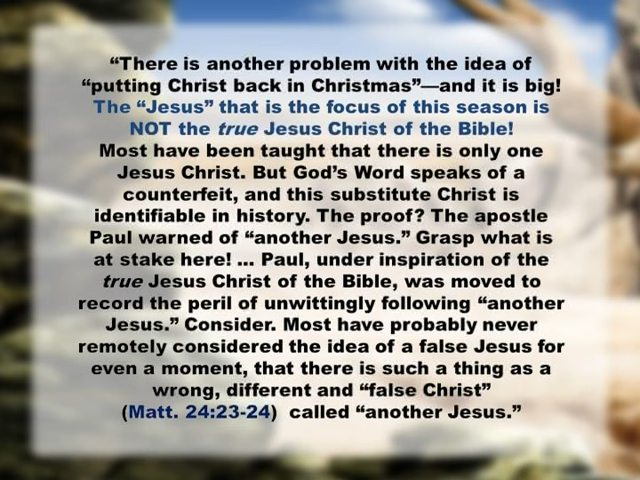 “There is another problem with the idea of
“putting Christ back in Christmas”—and it is big!
The “Jesus” that is the focus of this season is
NOT the true Jesus Christ of the Bible!
Most have been taught that there is only one
Jesus Christ. But God’s Word speaks of a
counterfeit, and this substitute Christ is
identifiable in history. The proof? The apostle
Paul warned of “another Jesus.” Grasp what is
at stake here! ... Paul, under inspiration of the
true Jesus Christ of the Bible, was moved to
record the peril of unwittingly following “another
Jesus.” Consider. Most have probably never
remotely considered the idea of a false Jesus for
even a moment, that there is such a thing as a
wrong, different and “false Christ”
(Matt. 24:23-24) called “another Jesus.”